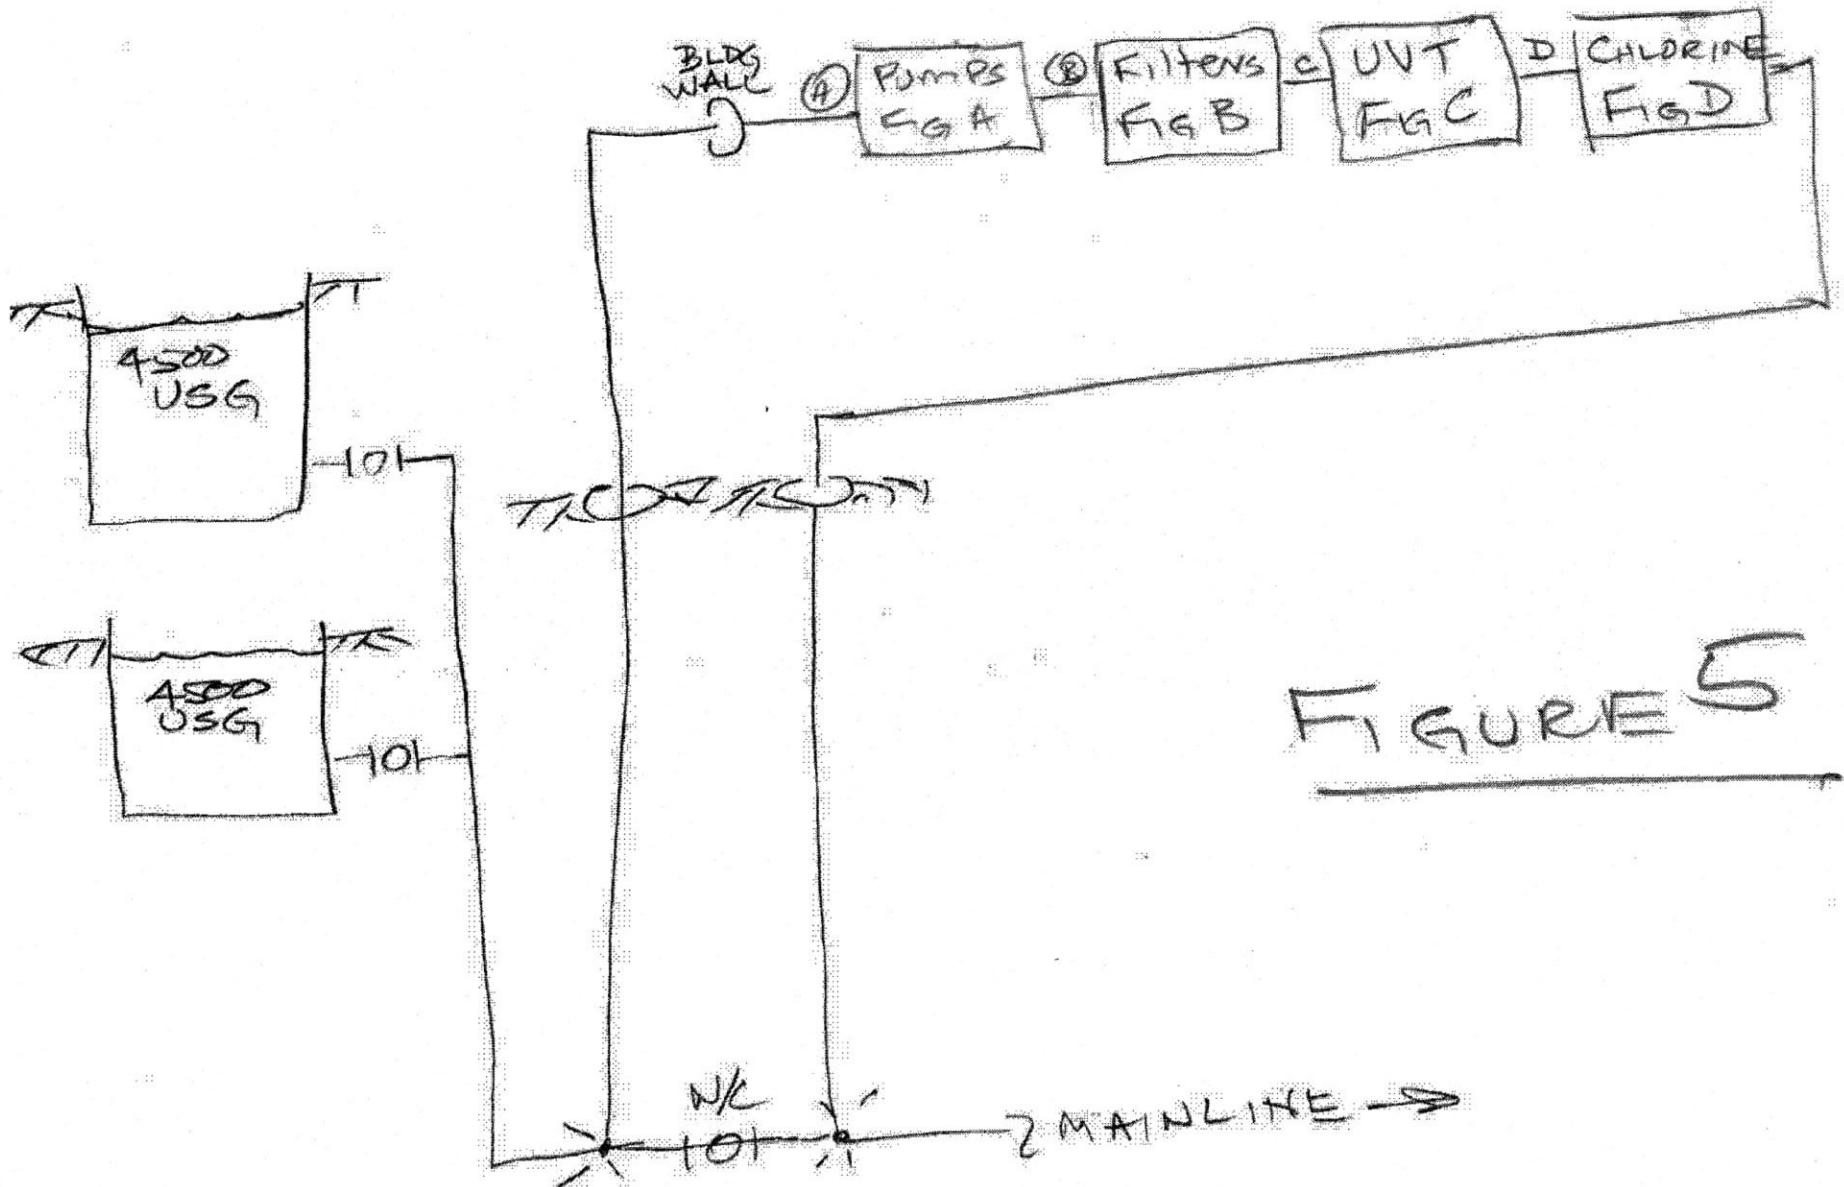 BLDG
WALL
A
PUMPS
FIG A
B
Filters
FIG B
C
UVT
FIG C
D
CHLORINE
FIG D
4500
USG
4500
USG
FIGURE 5
N/C
MAINLINE